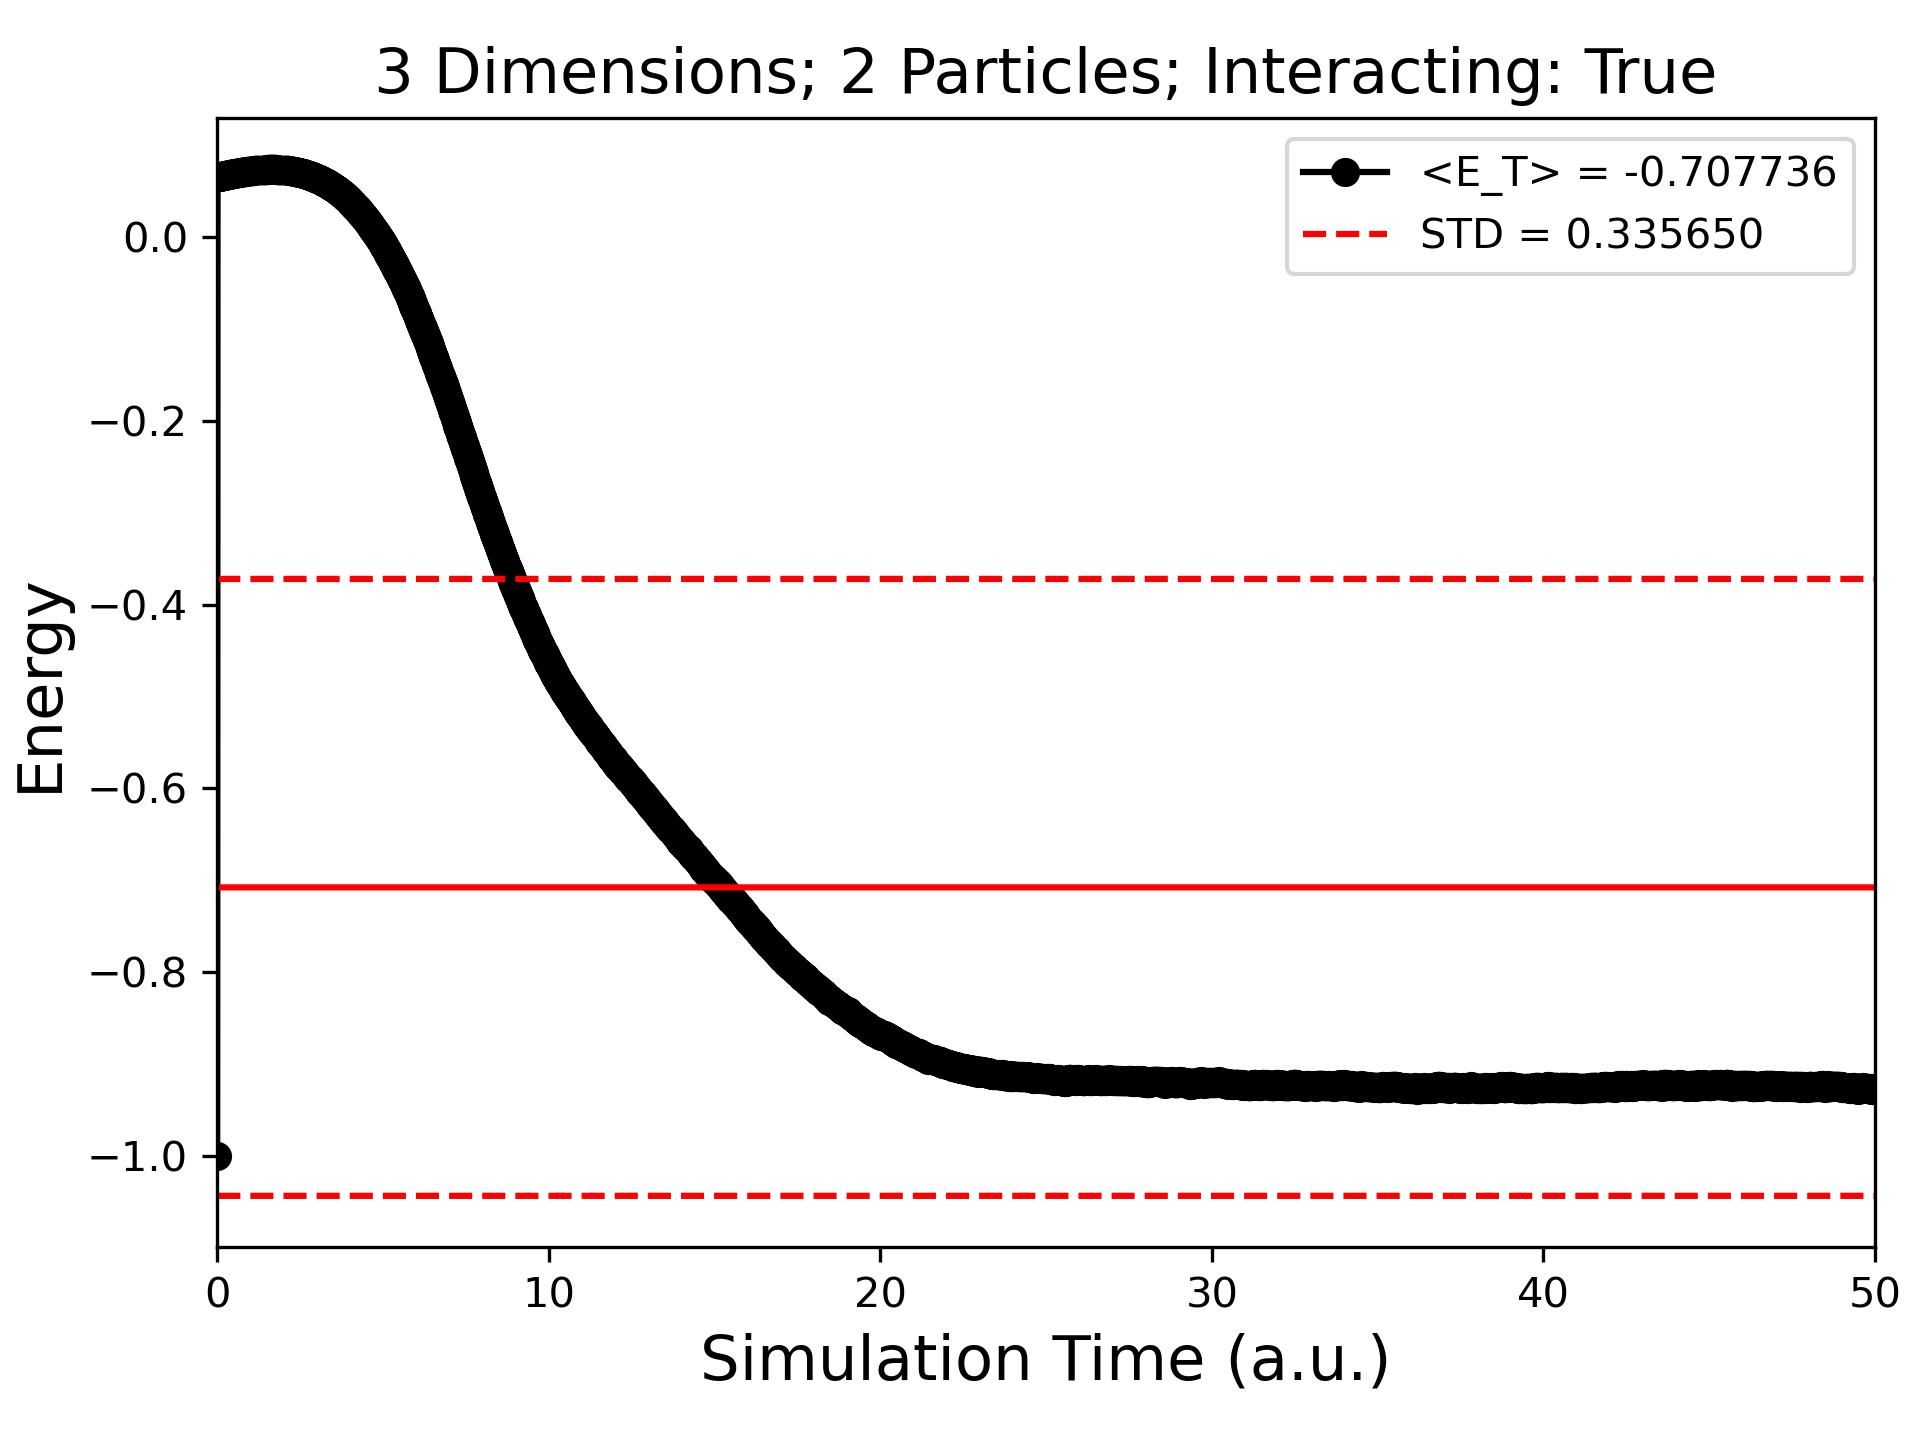 3 Dimensions; 2 Particles; Interacting: True
<E_T> = -0.707736
STD = 0.335650
Energy
0.0
−0.2
−0.4
−0.6
−0.8
−1.0
0 10 20 30 40 50
Simulation Time (a.u.)